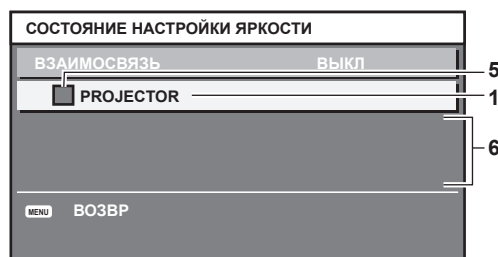 СОСТОЯНИЕ НАСТРОЙКИ ЯРКОСТИ
ВЗАИМОСВЯЗЬ ВЫКЛ
5
PROJECTOR 1
6
MENU ВОЗВР